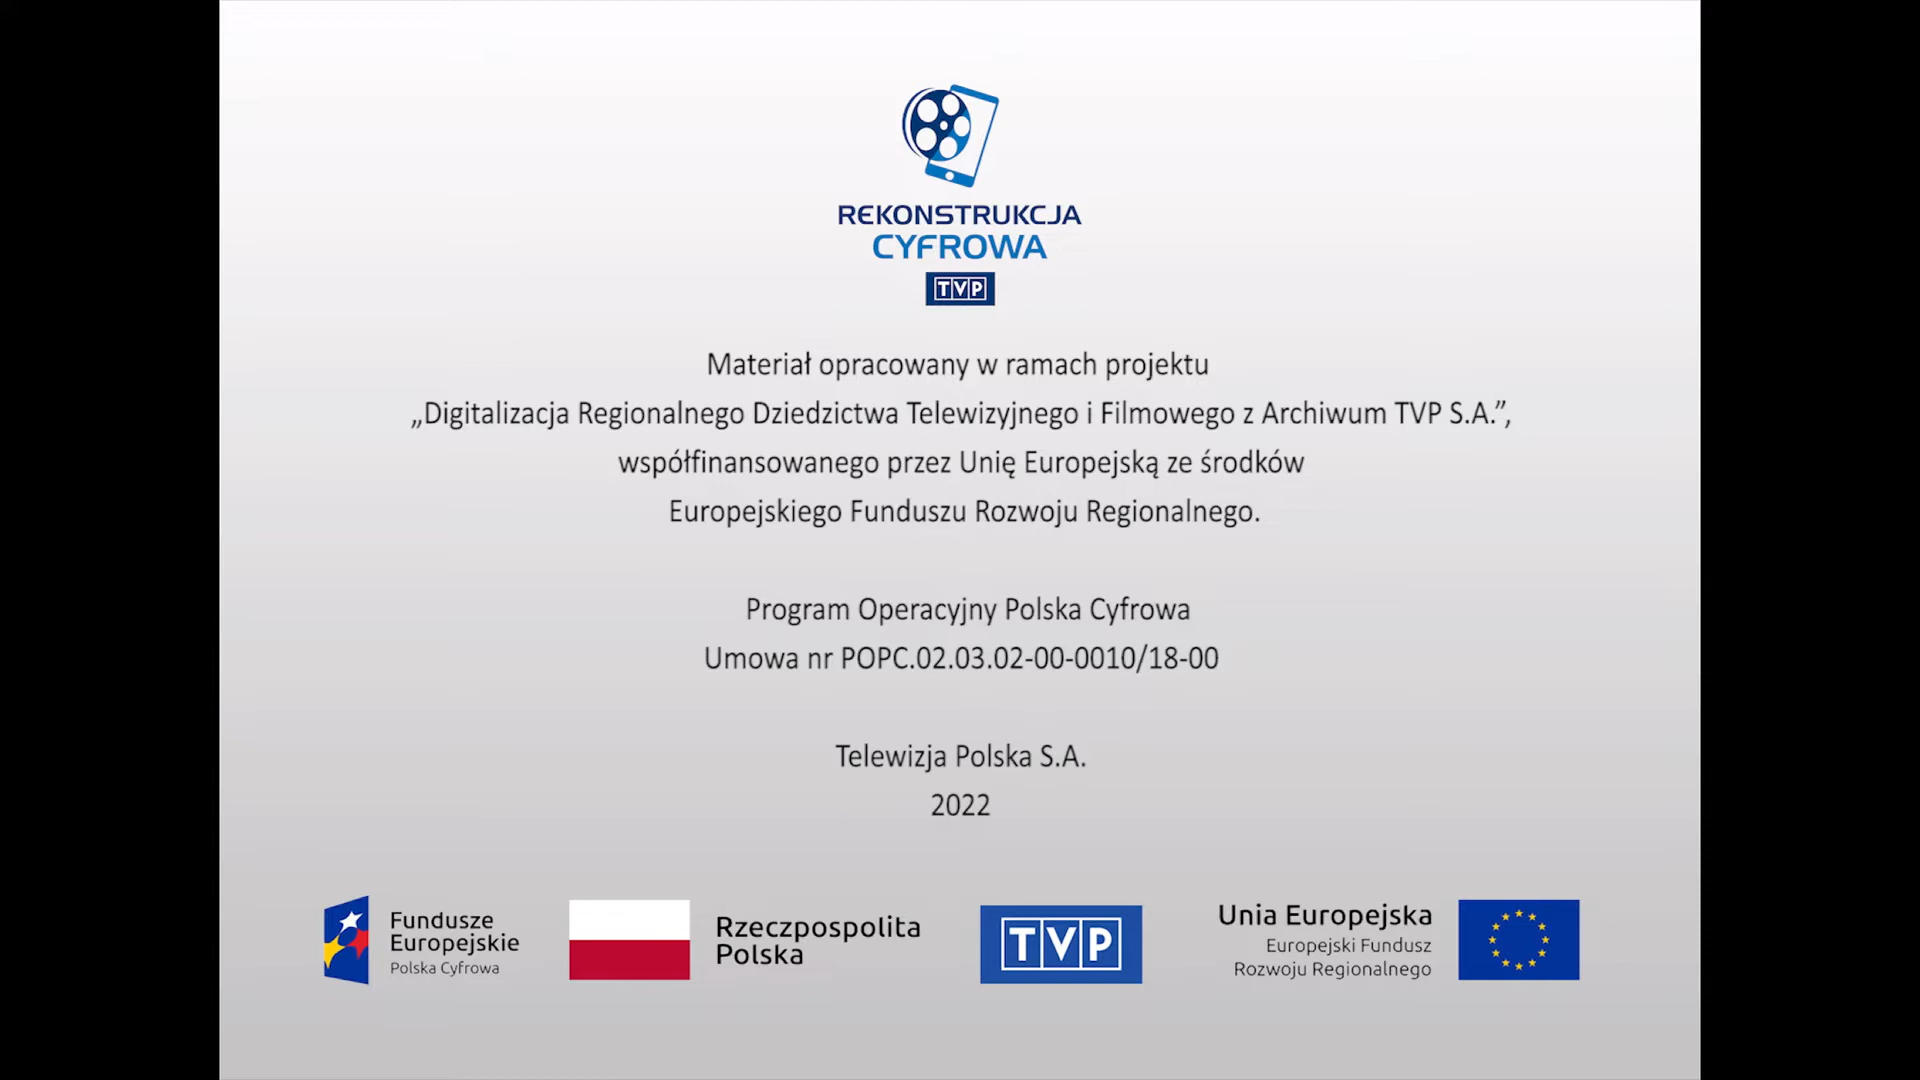 REKONSTRUKCJA
CYFROWA
TVP
Materiał opracowany w ramach projektu
„Digitalizacja Regionalnego Dziedzictwa Telewizyjnego i Filmowego z Archiwum TVP S.A.”,
współfinansowanego przez Unię Europejską ze środków
Europejskiego Funduszu Rozwoju Regionalnego.
Program Operacyjny Polska Cyfrowa
Umowa nr POPC.02.03.02-00-0010/18-00
Telewizja Polska S.A.
2022
Fundusze
Europejskie
Polska Cyfrowa
Rzeczpospolita
Polska
TVP
Unia Europejska
Europejski Fundusz
Rozwoju Regionalnego